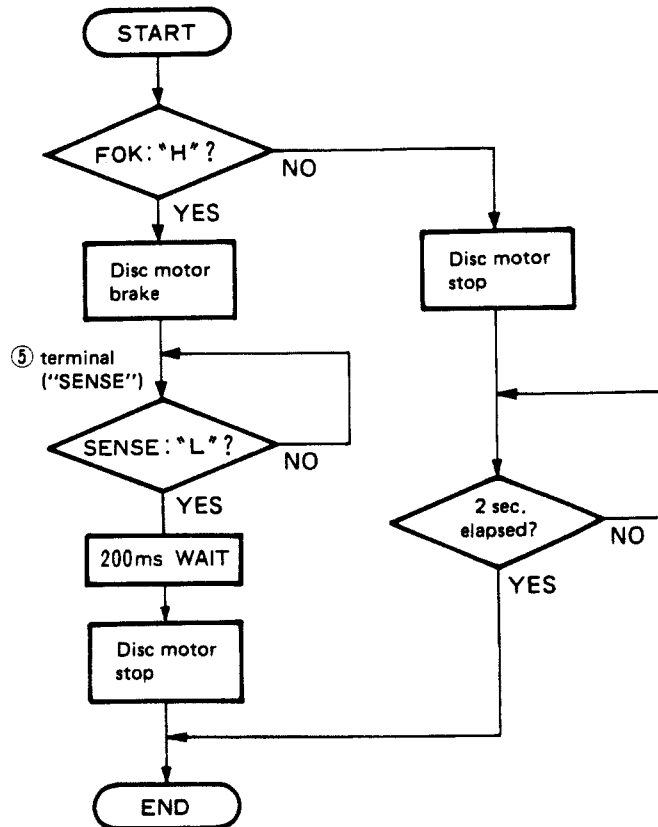 START
FOK: "H" ?
NO
YES
Disc motor
brake
Disc motor
stop
⑤ terminal
("SENSE")
SENSE: "L" ?
NO
YES
2 sec.
elapsed?
NO
YES
200ms WAIT
Disc motor
stop
END